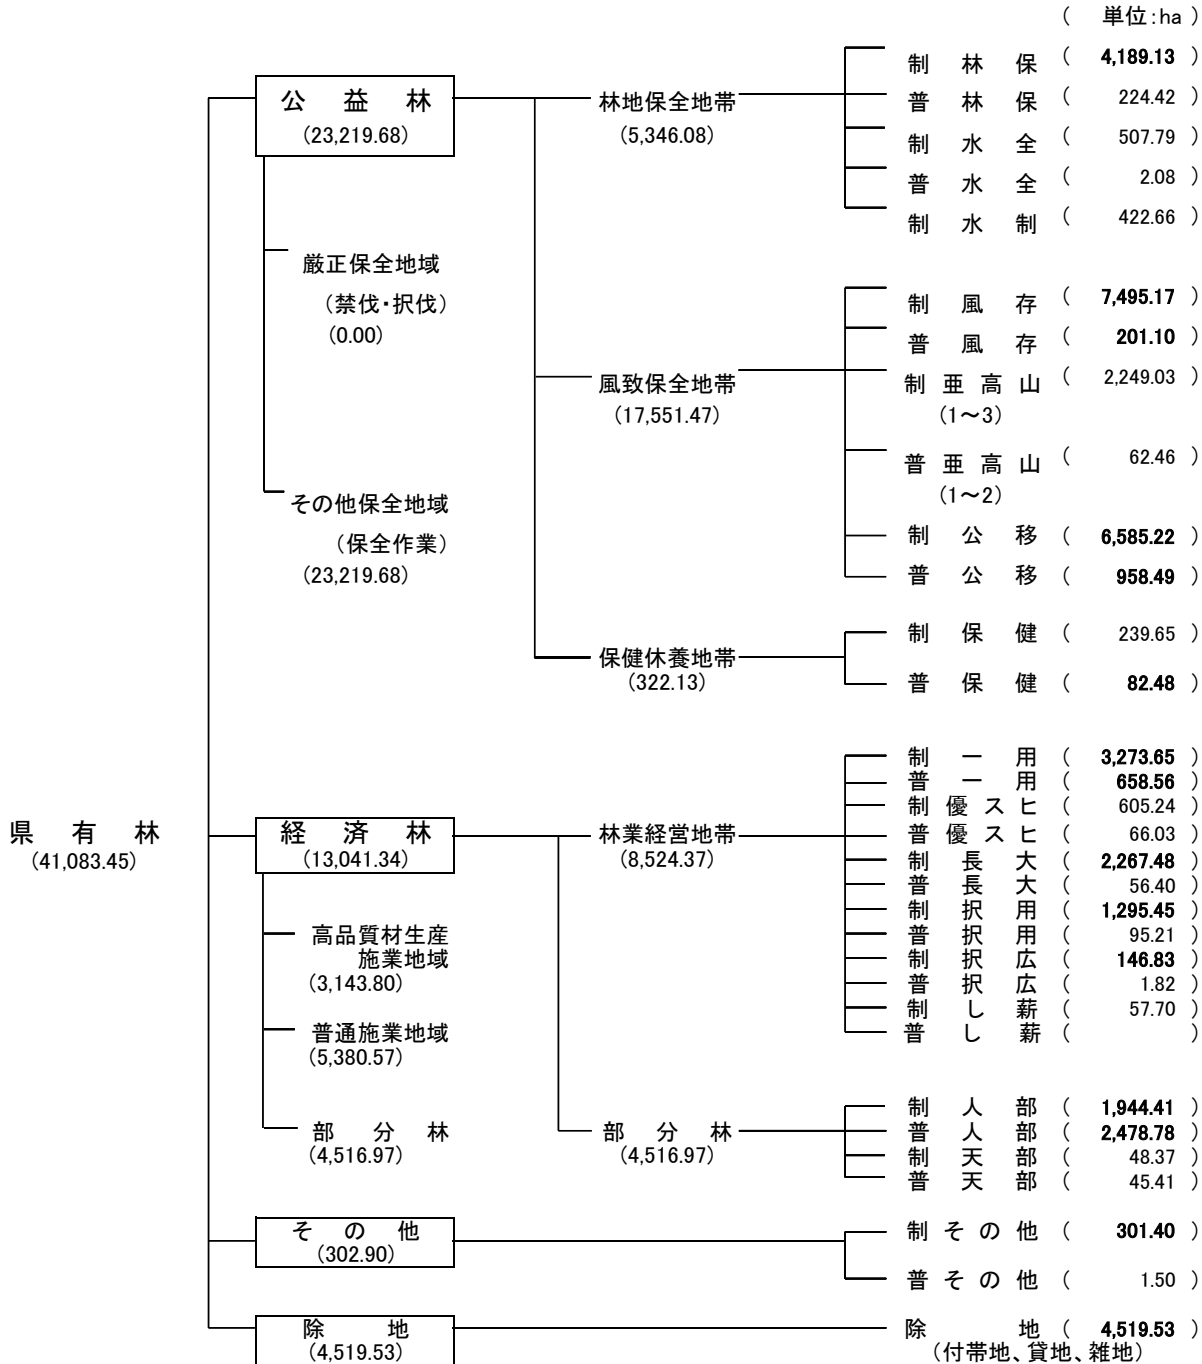 ( 単位:ha )
県 有 林
(41,083.45)
公 益 林
(23,219.68)
厳正保全地域
(禁伐・択伐)
(0.00)
その他保全地域
(保全作業)
(23,219.68)
林地保全地帯
(5,346.08)
制 林 保 ( 4,189.13 )
普 林 保 ( 224.42 )
制 水 全 ( 507.79 )
普 水 全 ( 2.08 )
制 水 制 ( 422.66 )
風致保全地帯
(17,551.47)
制 風 存 ( 7,495.17 )
普 風 存 ( 201.10 )
制 亜 高 山 ( 2,249.03 )
(1~3)
普 亜 高 山 ( 62.46 )
(1~2)
制 公 移 ( 6,585.22 )
普 公 移 ( 958.49 )
保健休養地帯
(322.13)
制 保 健 ( 239.65 )
普 保 健 ( 82.48 )
経 済 林
(13,041.34)
高品質材生産
施業地域
(3,143.80)
普通施業地域
(5,380.57)
部 分 林
(4,516.97)
林業経営地帯
(8,524.37)
制 一 用 ( 3,273.65 )
普 一 用 ( 658.56 )
制 優 ス ヒ ( 605.24 )
普 優 ス ヒ ( 66.03 )
制 長 大 ( 2,267.48 )
普 長 大 ( 56.40 )
制 択 用 ( 1,295.45 )
普 択 用 ( 95.21 )
制 択 広 ( 146.83 )
普 択 広 ( 1.82 )
制 し 薪 ( 57.70 )
普 し 薪 ( )
部 分 林
(4,516.97)
制 人 部 ( 1,944.41 )
普 人 部 ( 2,478.78 )
制 天 部 ( 48.37 )
普 天 部 ( 45.41 )
そ の 他
(302.90)
制 そ の 他 ( 301.40 )
普 そ の 他 ( 1.50 )
除 地
(4,519.53)
除 地 ( 4,519.53 )
(付帯地、貸地、雑地)